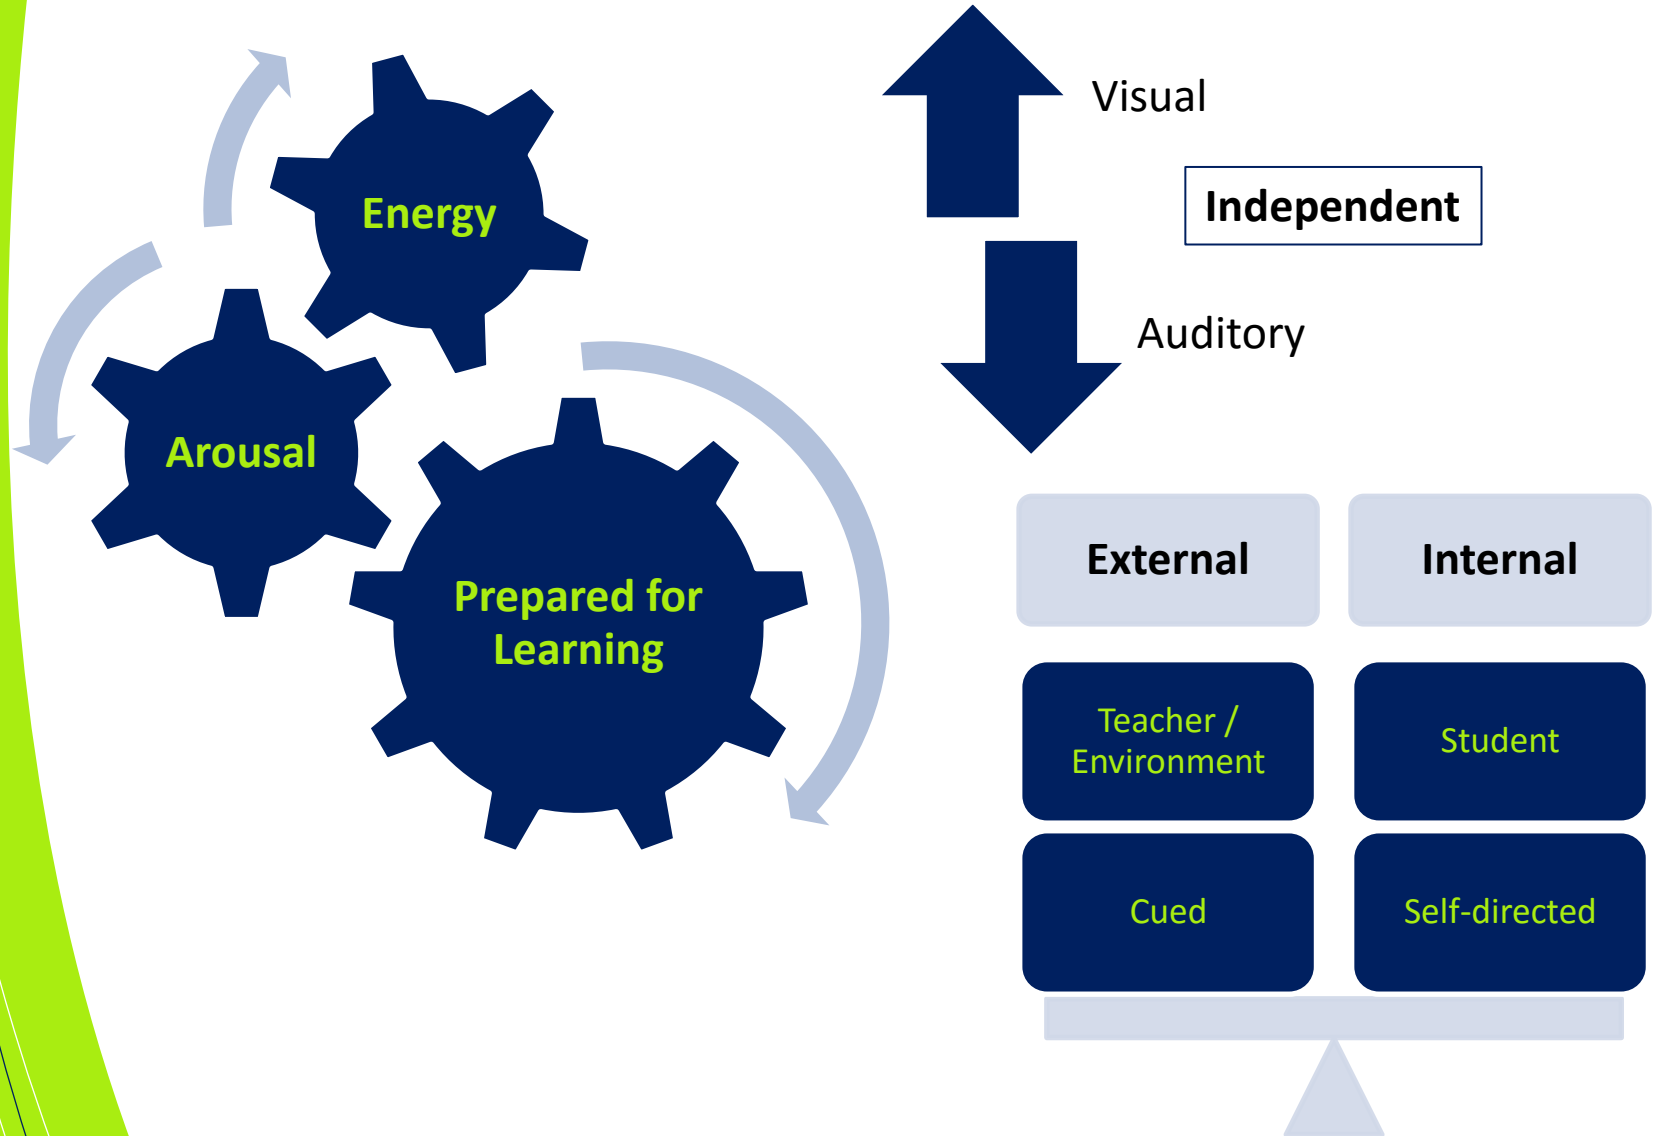 Energy
Arousal
Prepared for
Learning
Visual
Independent
Auditory
External
Internal
Teacher /
Environment
Student
Cued
Self-directed